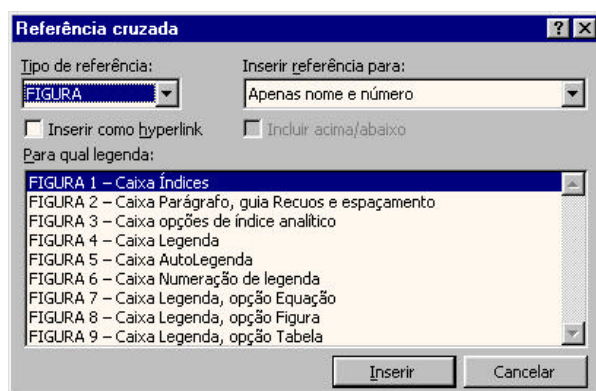 Referência cruzada
Tipo de referência:
Inserir referência para:
FIGURA
Apenas nome e número
Inserir como hyperlink
Incluir acima/abaixo
Para qual legenda:
FIGURA 1 – Caixa Índices
FIGURA 2 – Caixa Parágrafo, guia Recuos e espaçamento
FIGURA 3 – Caixa opções de índice analítico
FIGURA 4 – Caixa Legenda
FIGURA 5 – Caixa AutoLegenda
FIGURA 6 – Caixa Numeração de legenda
FIGURA 7 – Caixa Legenda, opção Equação
FIGURA 8 – Caixa Legenda, opção Figura
FIGURA 9 – Caixa Legenda, opção Tabela
Inserir
Cancelar